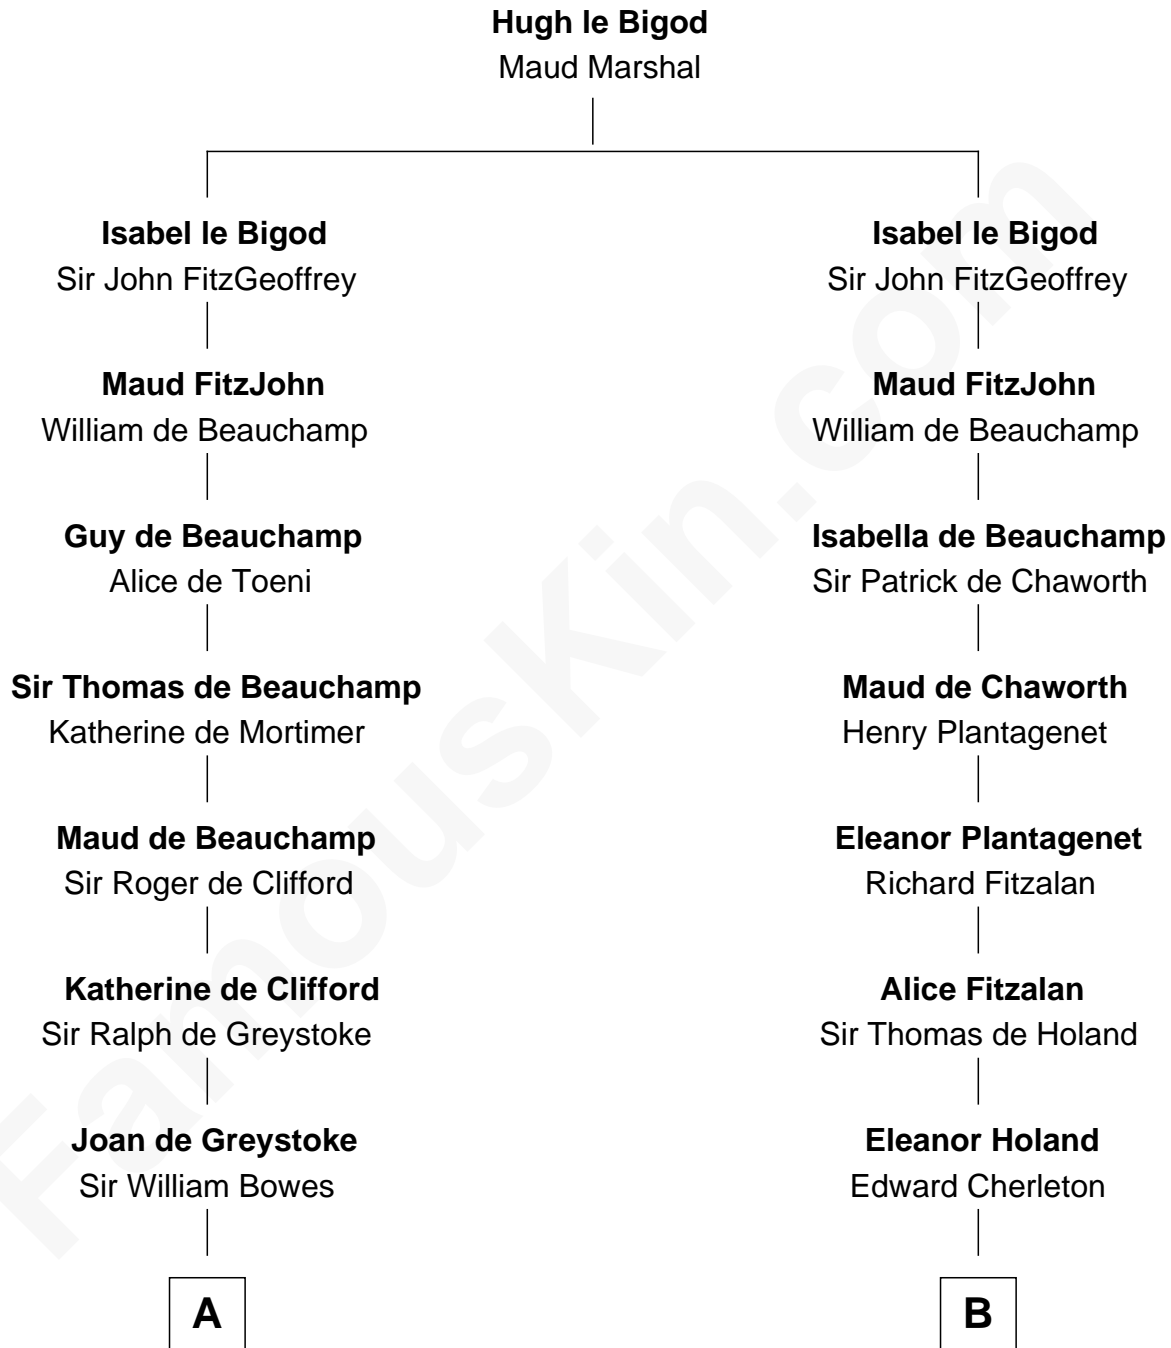 Hugh le Bigod
Maud Marshal
Isabel le Bigod
Sir John FitzGeoffrey
Isabel le Bigod
Sir John FitzGeoffrey
Maud FitzJohn
William de Beauchamp
Maud FitzJohn
William de Beauchamp
Guy de Beauchamp
Alice de Toeni
Isabella de Beauchamp
Sir Patrick de Chaworth
Sir Thomas de Beauchamp
Katherine de Mortimer
Maud de Chaworth
Henry Plantagenet
Maud de Beauchamp
Sir Roger de Clifford
Eleanor Plantagenet
Richard Fitzalan
Katherine de Clifford
Sir Ralph de Greystoke
Alice Fitzalan
Sir Thomas de Holand
Joan de Greystoke
Sir William Bowes
Eleanor Holand
Edward Cherleton
A
B
FamousKin.com